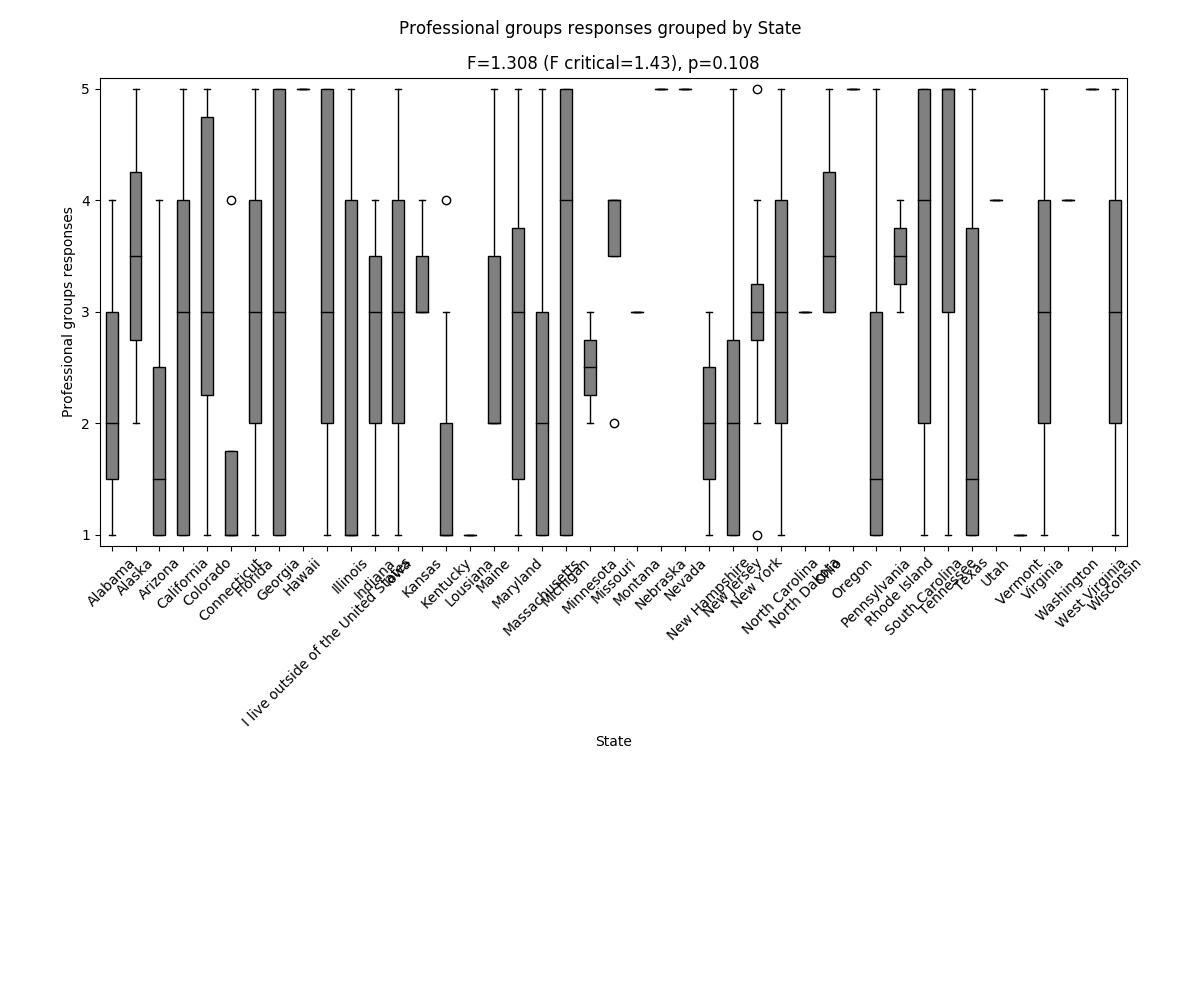 Professional groups responses grouped by State
F=1.308 (F critical=1.43), p=0.108
Professional groups responses
5
4
3
2
1
Alabama
Alaska
Arizona
California
Colorado
Connecticut
Florida
Georgia
Hawaii
I live outside of the United States
Illinois
Indiana
Iowa
Kansas
Kentucky
Lousiana
Maine
Maryland
Massachusetts
Michigan
Minnesota
Missouri
Montana
Nebraska
Nevada
New Hampshire
New Jersey
New York
North Carolina
North Dakota
Ohio
Oregon
Pennsylvania
Rhode Island
South Carolina
Tennessee
Texas
Utah
Vermont
Virginia
Washington
West Virginia
Wisconsin
State